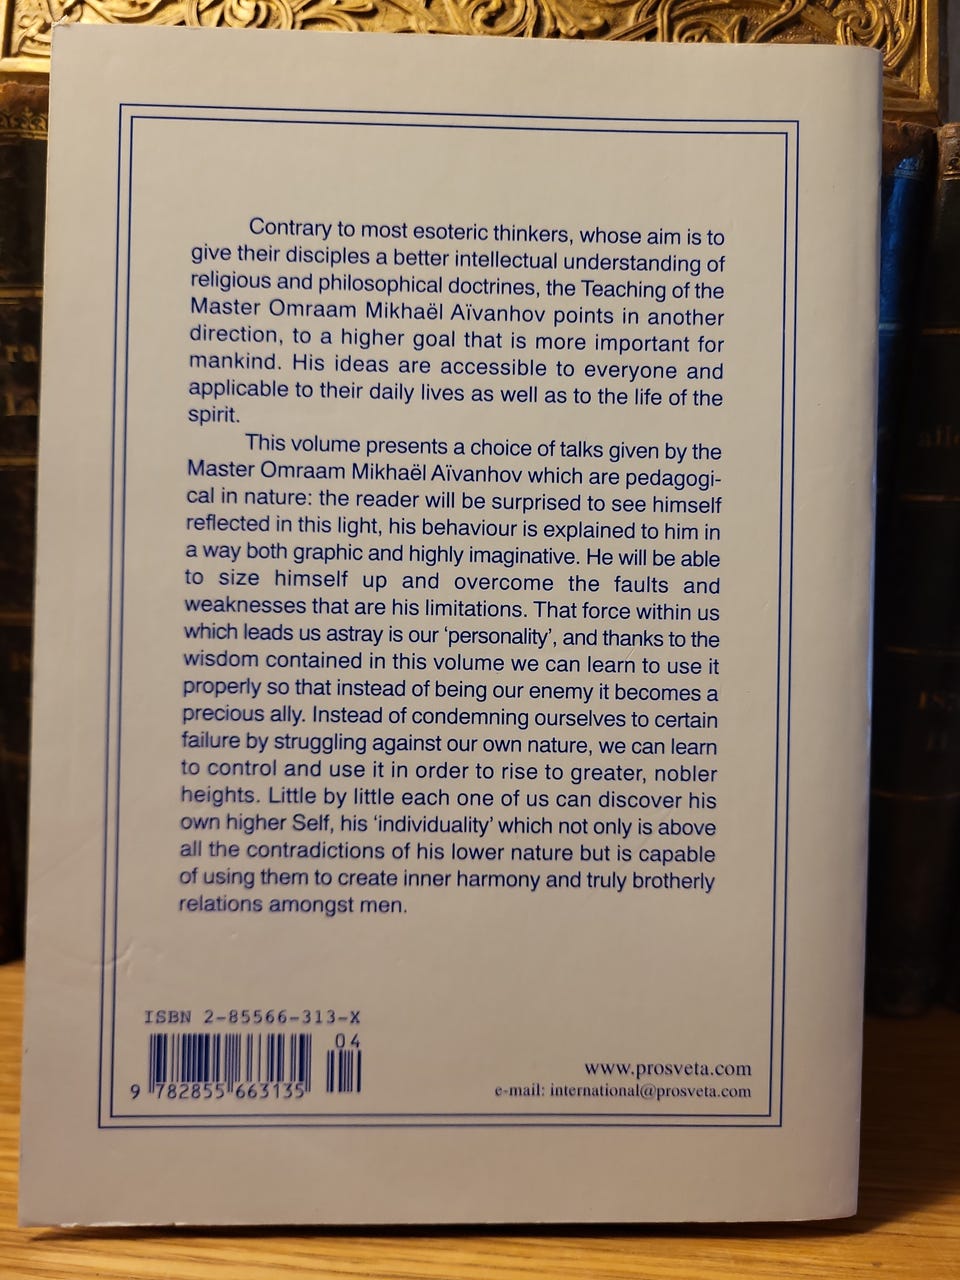 Contrary to most esoteric thinkers, whose aim is to
give their disciples a better intellectual understanding of
religious and philosophical doctrines, the Teaching of the
Master Omraam Mikhaël Aïvanhov points in another
direction, to a higher goal that is more important for
mankind. His ideas are accessible to everyone and
applicable to their daily lives as well as to the life of the
spirit.
This volume presents a choice of talks given by the
Master Omraam Mikhaël Aïvanhov which are pedagogi-
cal in nature: the reader will be surprised to see himself
reflected in this light, his behaviour is explained to him in
a way both graphic and highly imaginative. He will be able
to size himself up and overcome the faults and
weaknesses that are his limitations. That force within us
which leads us astray is our ‘personality’, and thanks to the
wisdom contained in this volume we can learn to use it
properly so that instead of being our enemy it becomes a
precious ally. Instead of condemning ourselves to certain
failure by struggling against our own nature, we can learn
to control and use it in order to rise to greater, nobler
heights. Little by little each one of us can discover his
own higher Self, his ‘individuality’ which not only is above
all the contradictions of his lower nature but is capable
of using them to create inner harmony and truly brotherly
relations amongst men.
ISBN 2-85566-313-X
04
9 782855 663135
www.prosveta.com
e-mail: international@prosveta.com